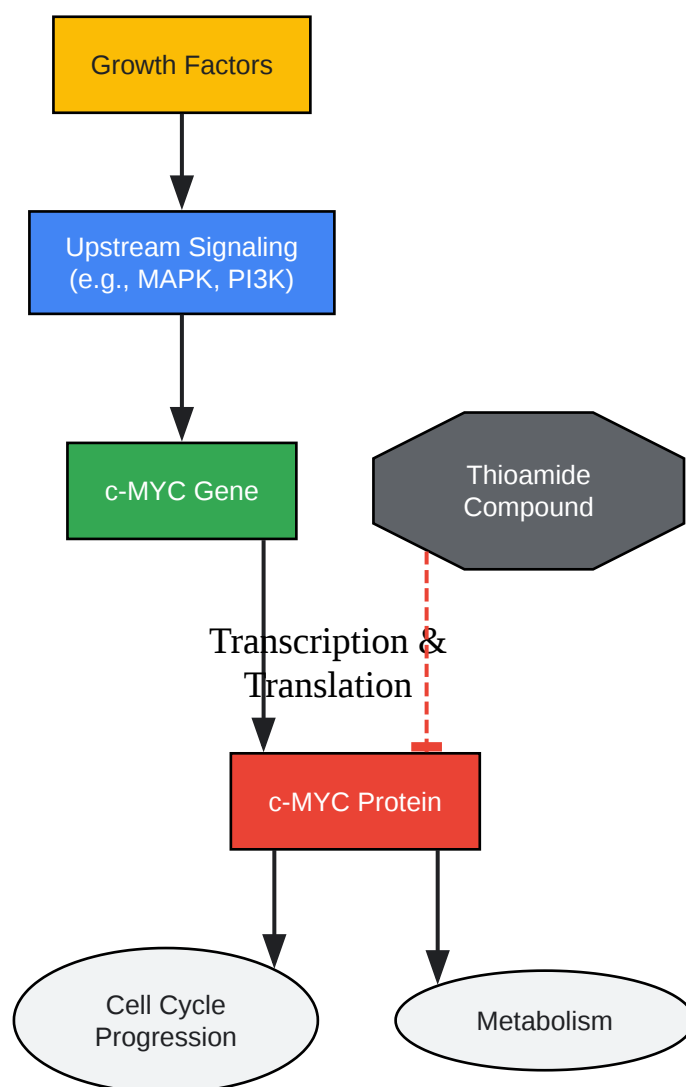 Growth Factors
Upstream Signaling
(e.g., MAPK, PI3K)
c-MYC Gene
Thioamide
Compound
Transcription &
Translation
c-MYC Protein
Cell Cycle
Progression
Metabolism